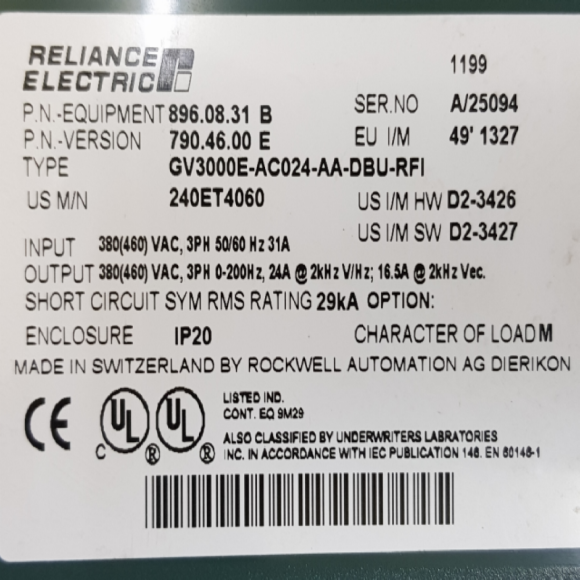 RELIANCE
ELECTRIC
1199
P.N.-EQUIPMENT 896.08.31 B
SER.NO A/25094
P.N.-VERSION 790.46.00 E
EU I/M 49' 1327
TYPE GV3000E-AC024-AA-DBU-RFI
US M/N 240ET4060
US I/M HW D2-3426
US I/M SW D2-3427
INPUT 380(460) VAC, 3PH 50/60 Hz 31A
OUTPUT 380(460) VAC, 3PH 0-200Hz, 24A @ 2kHz V/Hz; 16.5A @ 2kHz Vec.
SHORT CIRCUIT SYM RMS RATING 29kA OPTION:
ENCLOSURE IP20 CHARACTER OF LOAD M
MADE IN SWITZERLAND BY ROCKWELL AUTOMATION AG DIERIKON
CE
C UL ® UL ®
LISTED IND.
CONT. EQ 9M29
ALSO CLASSIFIED BY UNDERWRITERS LABRATORIES
INC. IN ACCORDANCE WITH IEC PUBLICATION 146. EN 60146-1